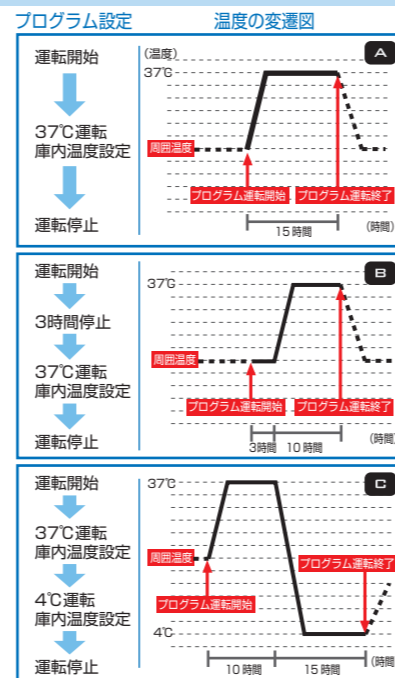 プログラム設定
温度の変遷図
運転開始
37℃運転
庫内温度設定
運転停止
(温度)
A
37℃
周囲温度
プログラム運転開始
プログラム運転終了
15時間
(時間)
運転開始
3時間停止
37℃運転
庫内温度設定
運転停止
B
37℃
周囲温度
プログラム運転開始
プログラム運転終了
3時間
10時間
(時間)
運転開始
37℃運転
庫内温度設定
4℃運転
庫内温度設定
運転停止
C
37℃
周囲温度
プログラム運転終了
プログラム運転開始
4℃
10時間
15時間
(時間)